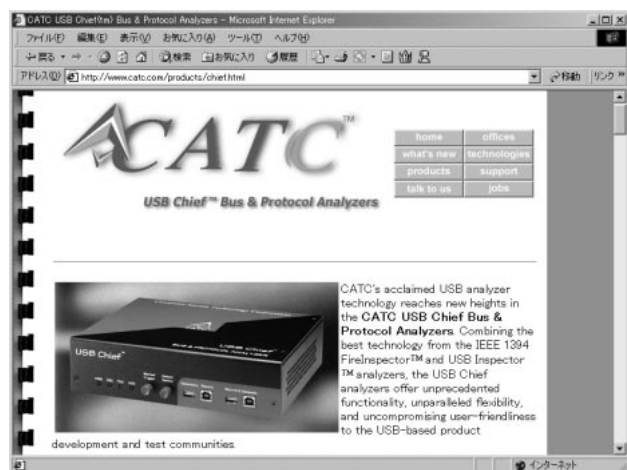 CATC USB Chief(tm) Bus & Protocol Analyzers - Microsoft Internet Explorer
ファイル(F) 編集(E) 表示(V) お気に入り(A) ツール(T) ヘルプ(H)
戻る 検索 お気に入り 履歴
アドレス(D) http://www.catc.com/products/chief.html 移動 リンク »
CATC™
home offices
what's new technologies
products support
talk to us jobs
USB Chief™ Bus & Protocol Analyzers
CATC's acclaimed USB analyzer
technology reaches new heights in
the CATC USB Chief Bus &
Protocol Analyzers. Combining the
best technology from the IEEE 1394
FireInspector™ and USB Inspector
™ analyzers, the USB Chief
analyzers offer unprecedented
functionality, unparalleled flexibility,
and uncompromising user-friendliness
to the USB-based product
development and test communities.
USB Chief™
インターネット